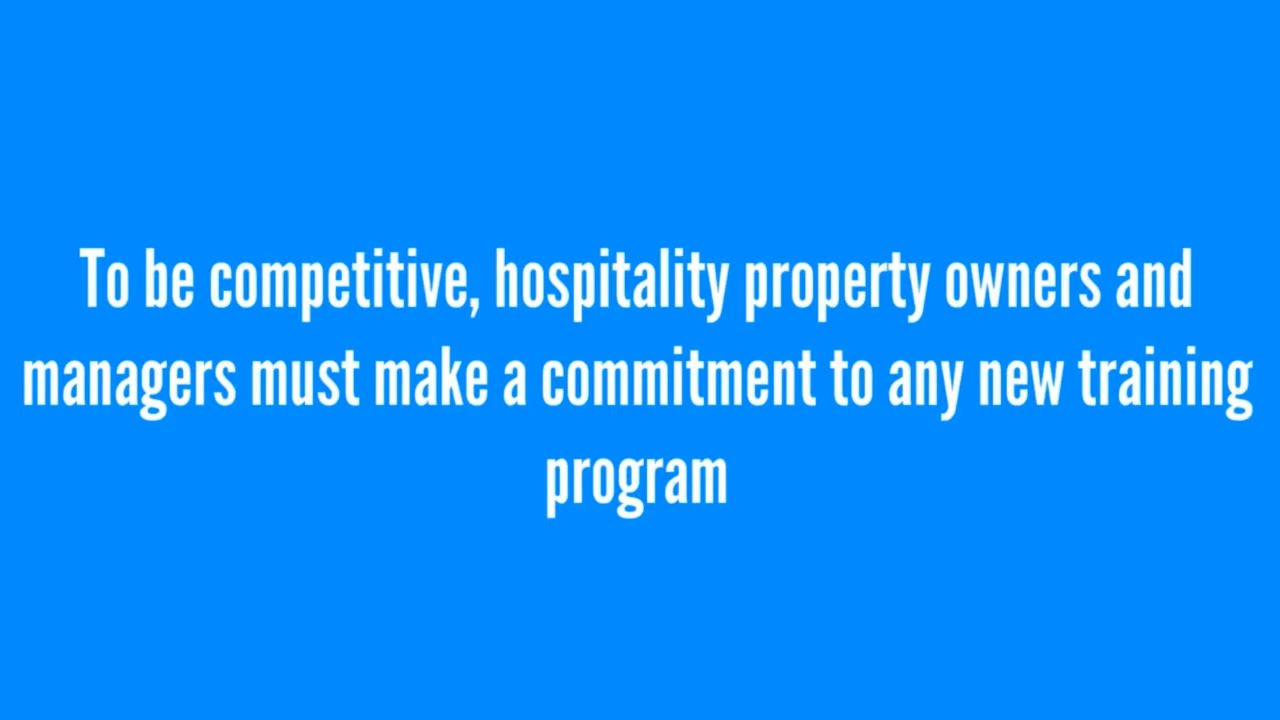 To be competitive, hospitality property owners and
managers must make a commitment to any new training
program